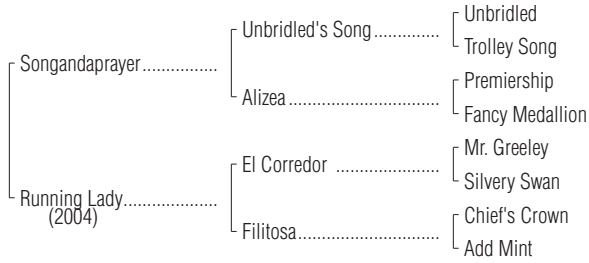 Unbridled
Unbridled's Song..............
Trolley Song
Songandaprayer................
Premiership
Alizea................................
Fancy Medallion
Mr. Greeley
El Corredor ......................
Silvery Swan
Running Lady....................
(2004)
Chief's Crown
Filitosa..............................
Add Mint